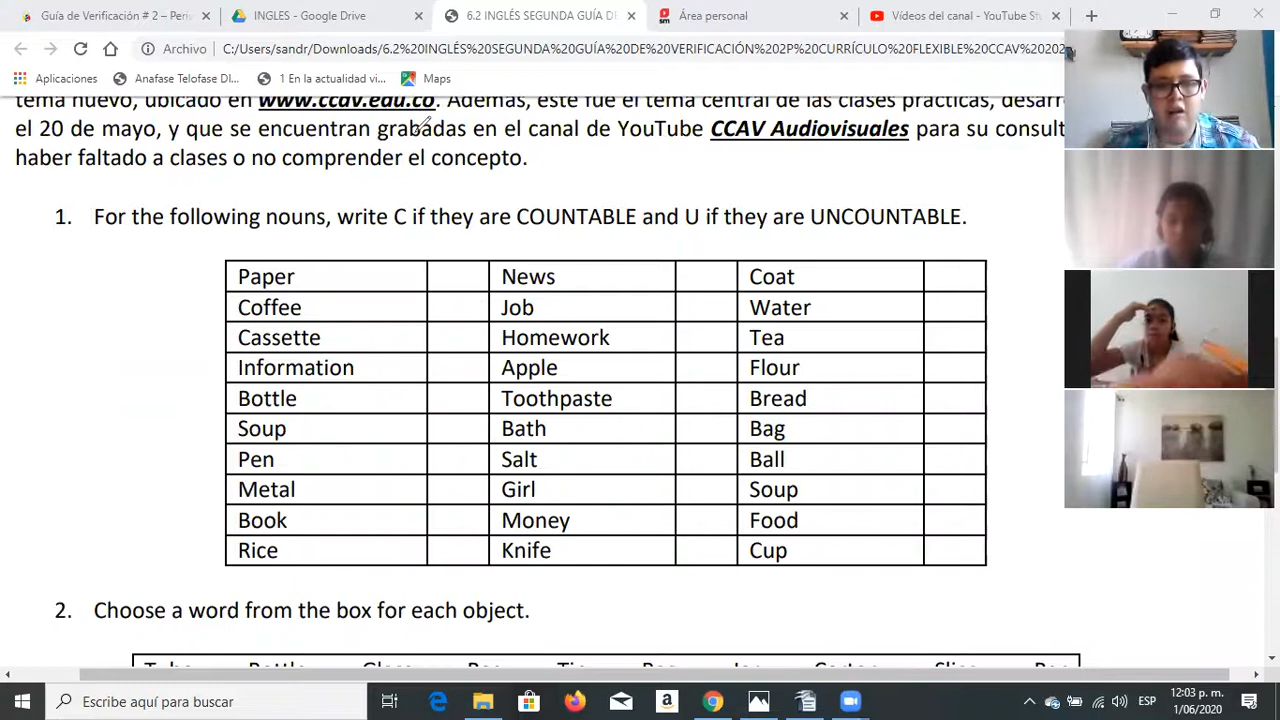 Guía de Verificación # 2 – Peri
INGLES - Google Drive
6.2 INGLÉS SEGUNDA GUÍA DE
Área personal
Vídeos del canal - YouTube St
Archivo
C:/Users/sandr/Downloads/6.2%20INGLÉS%20SEGUNDA%20GUÍA%20DE%20VERIFICACIÓN%202P%20CURRÍCULO%20FLEXIBLE%20CCAV%20202
Aplicaciones
Anafase Telofase DI...
1 En la actualidad vi...
Maps
tema nuevo, ubicado en www.ccav.edu.co. Además, este fue el tema central de las clases prácticas, desarr
el 20 de mayo, y que se encuentran grabadas en el canal de YouTube CCAV Audiovisuales para su consult
haber faltado a clases o no comprender el concepto.
1. For the following nouns, write C if they are COUNTABLE and U if they are UNCOUNTABLE.
Paper News Coat
Coffee Job Water
Cassette Homework Tea
Information Apple Flour
Bottle Toothpaste Bread
Soup Bath Bag
Pen Salt Ball
Metal Girl Soup
Book Money Food
Rice Knife Cup
2. Choose a word from the box for each object.
Escribe aquí para buscar
ESP
12:03 p. m.
1/06/2020